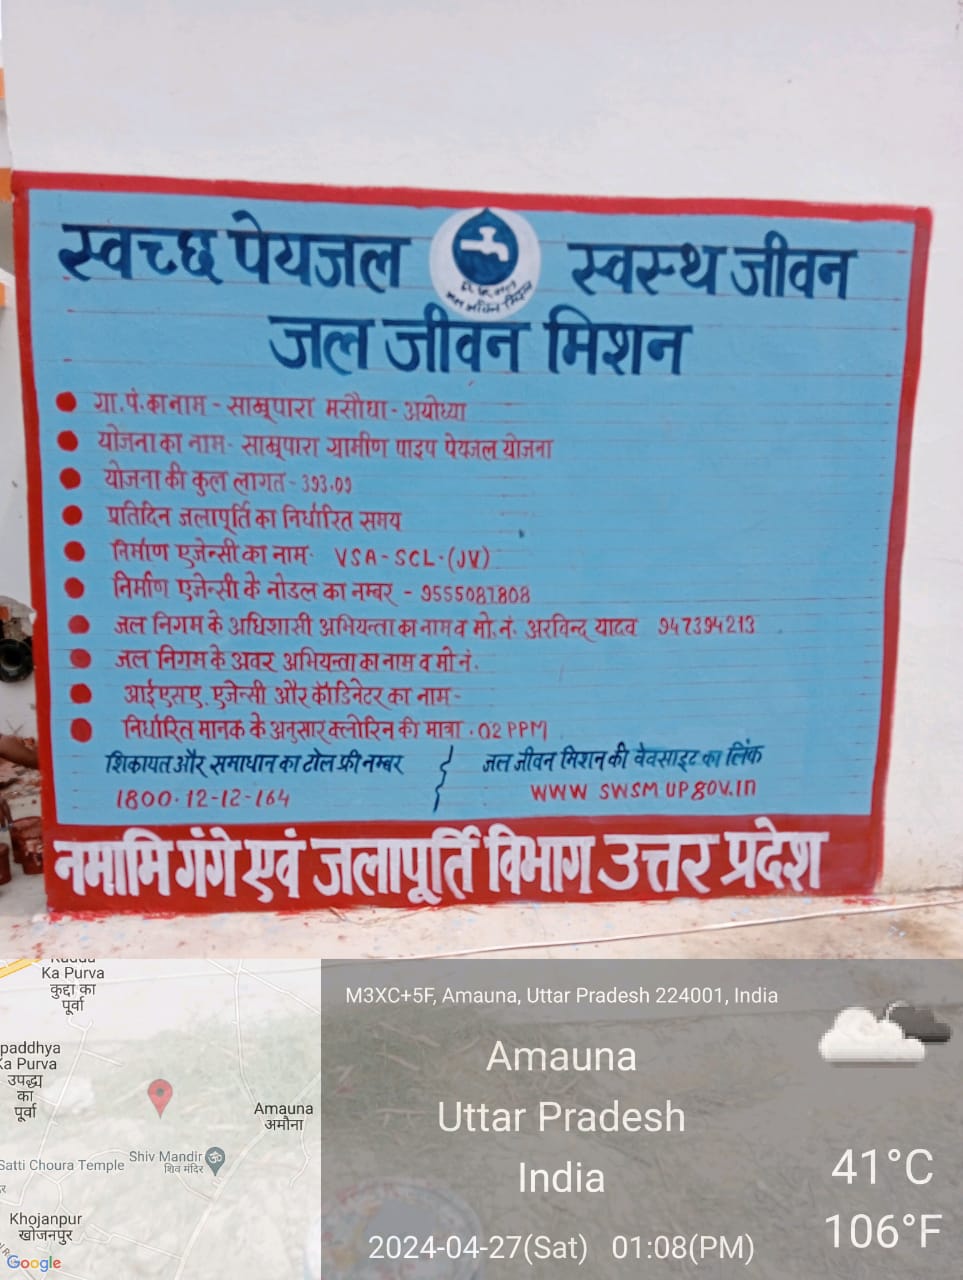 स्वच्छ पेयजल स्वस्थ जीवन
जल जीवन मिशन
ग्रा.पं.का नाम - साखूपारा मसौधा - अयोध्या
योजना का नाम - साखूपारा ग्रामीण पाइप पेयजल योजना
योजना की कुल लागत - 393.09
प्रतिदिन जलापूर्ति का निर्धारित समय
निर्माण एजेन्सी का नाम - VSA-SCL-(JV)
निर्माण एजेन्सी के नोडल का नम्बर - 9555081808
जल निगम के अधिशासी अभियन्ता का नाम व मो.नं. अरविन्द यादव 947394213
जल निगम के अवर अभियन्ता का नाम व मो नं.
आईएसए. एजेन्सी और कोर्डिनेटर का नाम-
निर्धारित मानक के अनुसार क्लोरिन की मात्रा . 02 PPM
शिकायत और समाधान का टोल फ्री नम्बर
1800-12-12-164
जल जीवन मिशन की वेवसाइट का लिंक
WWW SWSM UP gov.in
नमामि गंगे एवं जलापूर्ति विभाग उत्तर प्रदेश
Ka Purva
कुद्दा का
पूर्वा
paddhya
Ka Purva
उपद्धा
का
पूर्वा
Amauna
अमौना
Satti Choura Temple
Shiv Mandir
शिव मंदिर
Khojanpur
खोजनपुर
Google
M3XC+5F, Amauna, Uttar Pradesh 224001, India
Amauna
Uttar Pradesh
India
41°C
106°F
2024-04-27(Sat) 01:08(PM)